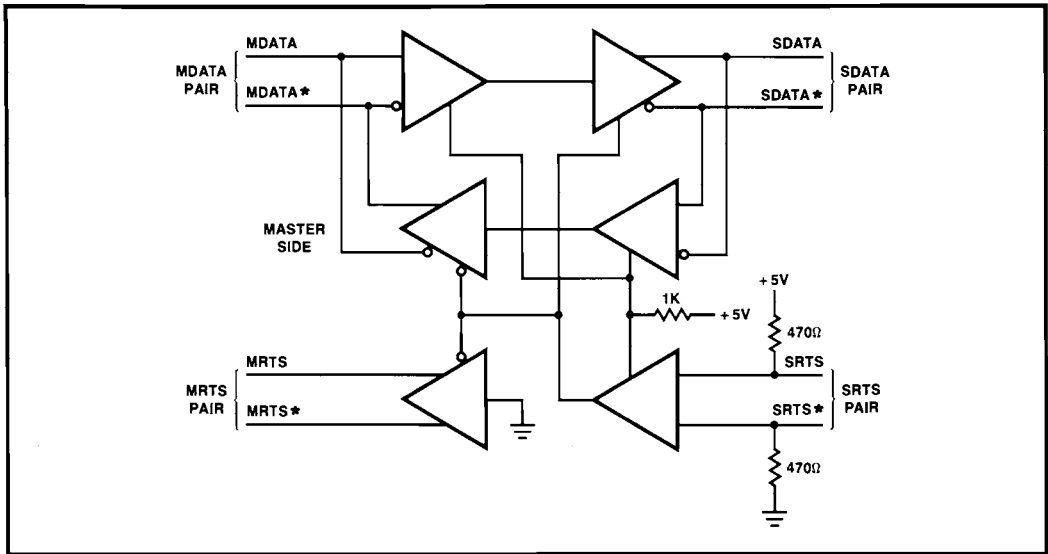 MDATA
SDATA
MDATA
PAIR
SDATA
PAIR
MDATA*
SDATA*
MASTER
SIDE
+5V
1K
+5V
470Ω
MRTS
SRTS
MRTS
PAIR
SRTS
PAIR
MRTS*
SRTS*
470Ω